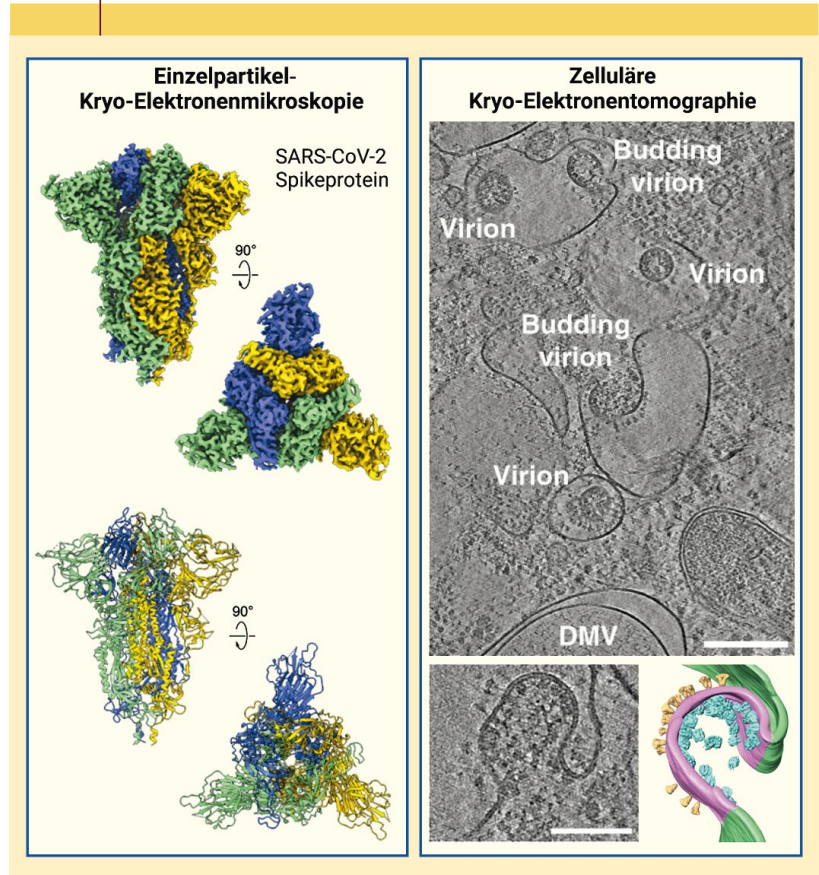 Einzelpartikel-
Kryo-Elektronenmikroskopie
SARS-CoV-2
Spikeprotein
90°
90°
Zelluläre
Kryo-Elektronentomographie
Budding
virion
Virion
Virion
Budding
virion
Virion
DMV